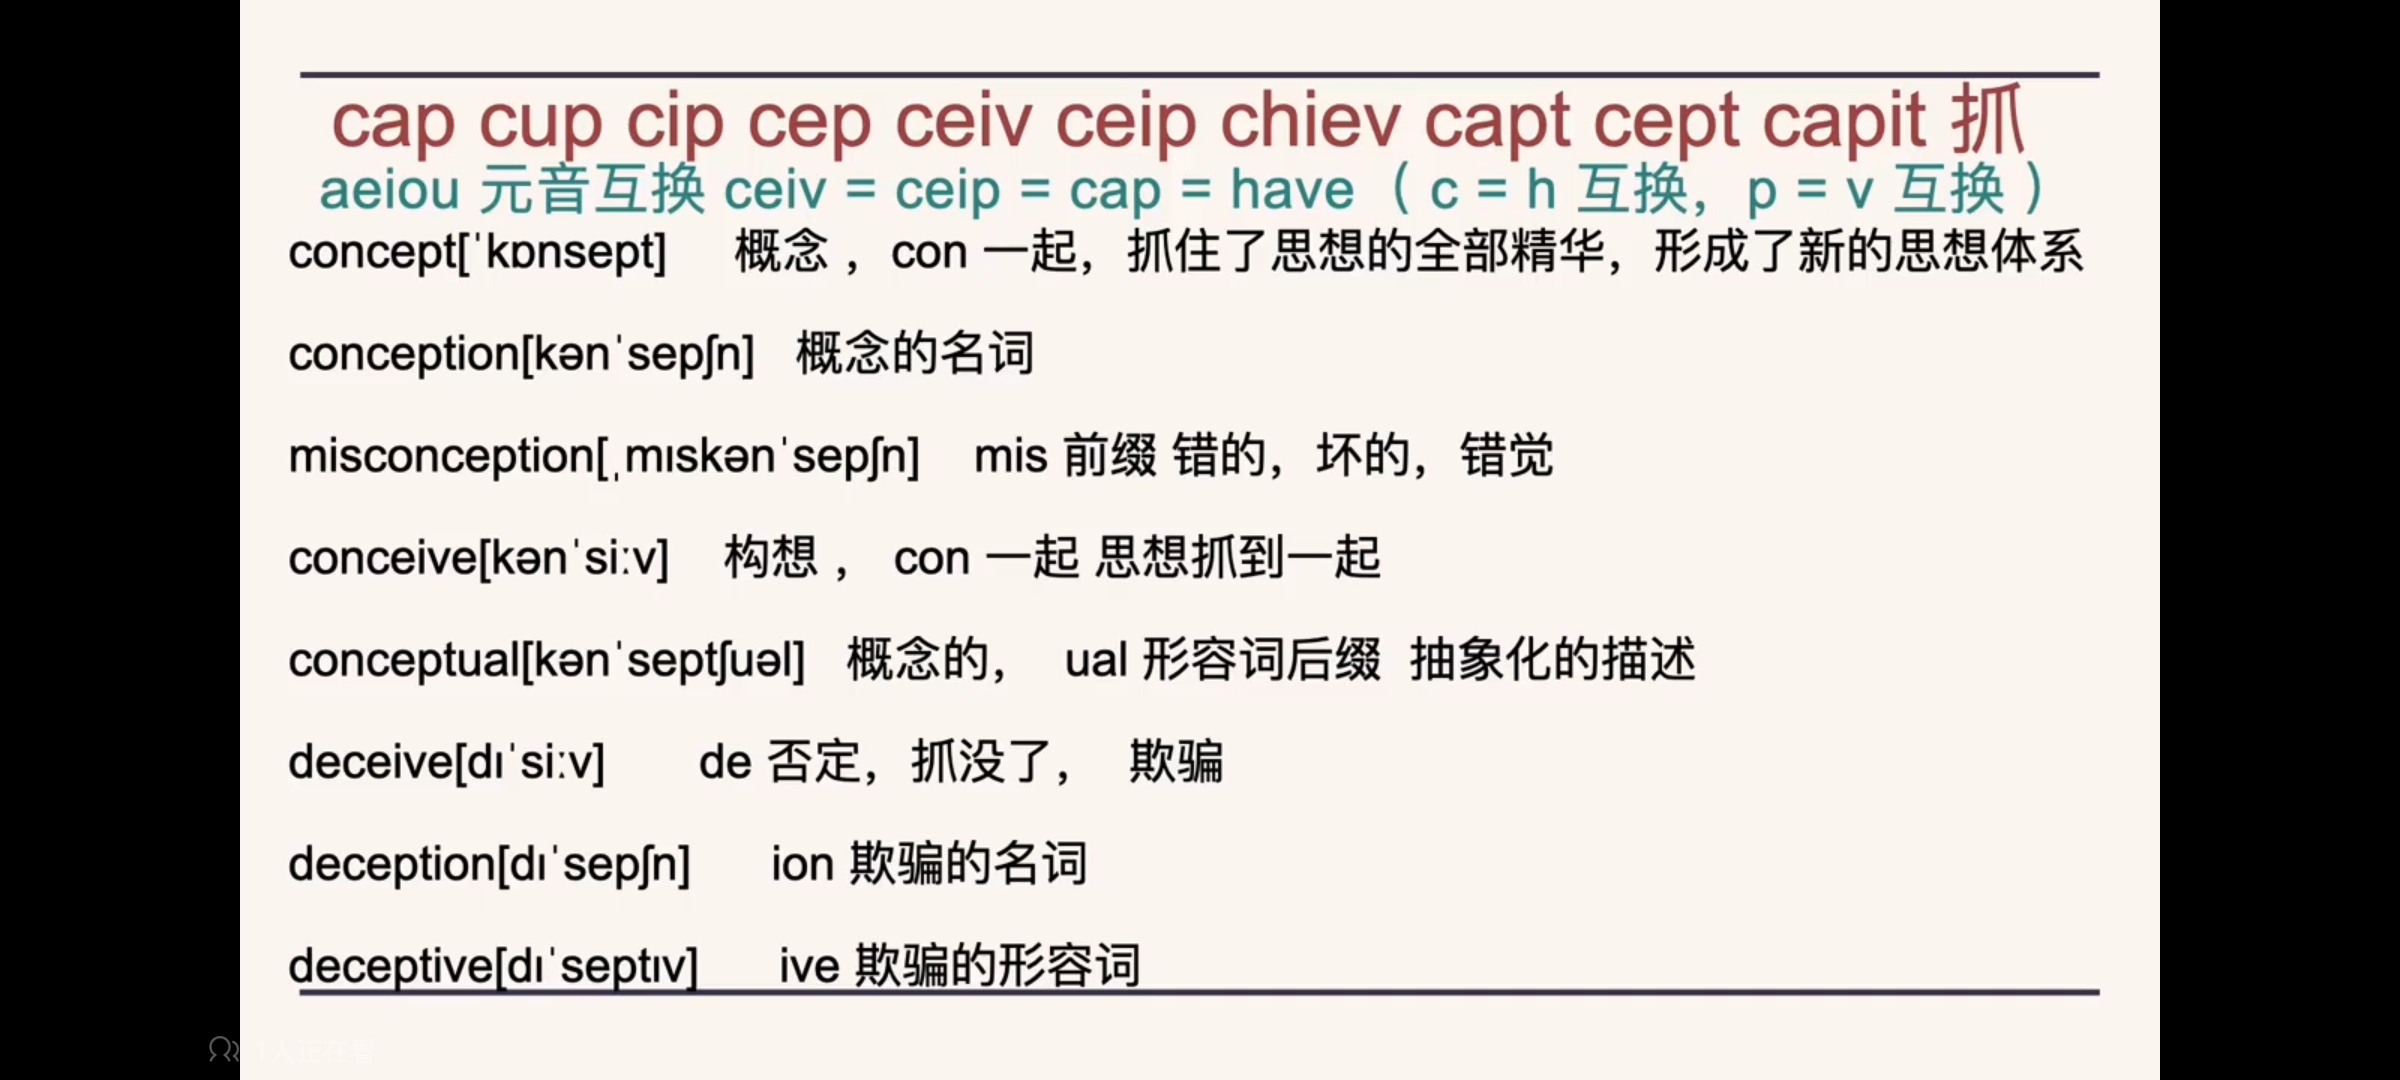 cap cup cip cep ceiv ceip chiev capt cept capit 抓
aeiou 元音互换 ceiv = ceip = cap = have（ c = h 互换，p = v 互换 ）
concept[ˈkɒnsept] 概念 ，con 一起，抓住了思想的全部精华，形成了新的思想体系
conception[kənˈsepʃn] 概念的名词
misconception[ˌmɪskənˈsepʃn] mis 前缀 错的，坏的，错觉
conceive[kənˈsiːv] 构想 ， con 一起 思想抓到一起
conceptual[kənˈseptʃuəl] 概念的， ual 形容词后缀 抽象化的描述
deceive[dɪˈsiːv] de 否定，抓没了， 欺骗
deception[dɪˈsepʃn] ion 欺骗的名词
deceptive[dɪˈseptɪv] ive 欺骗的形容词
1人正在看